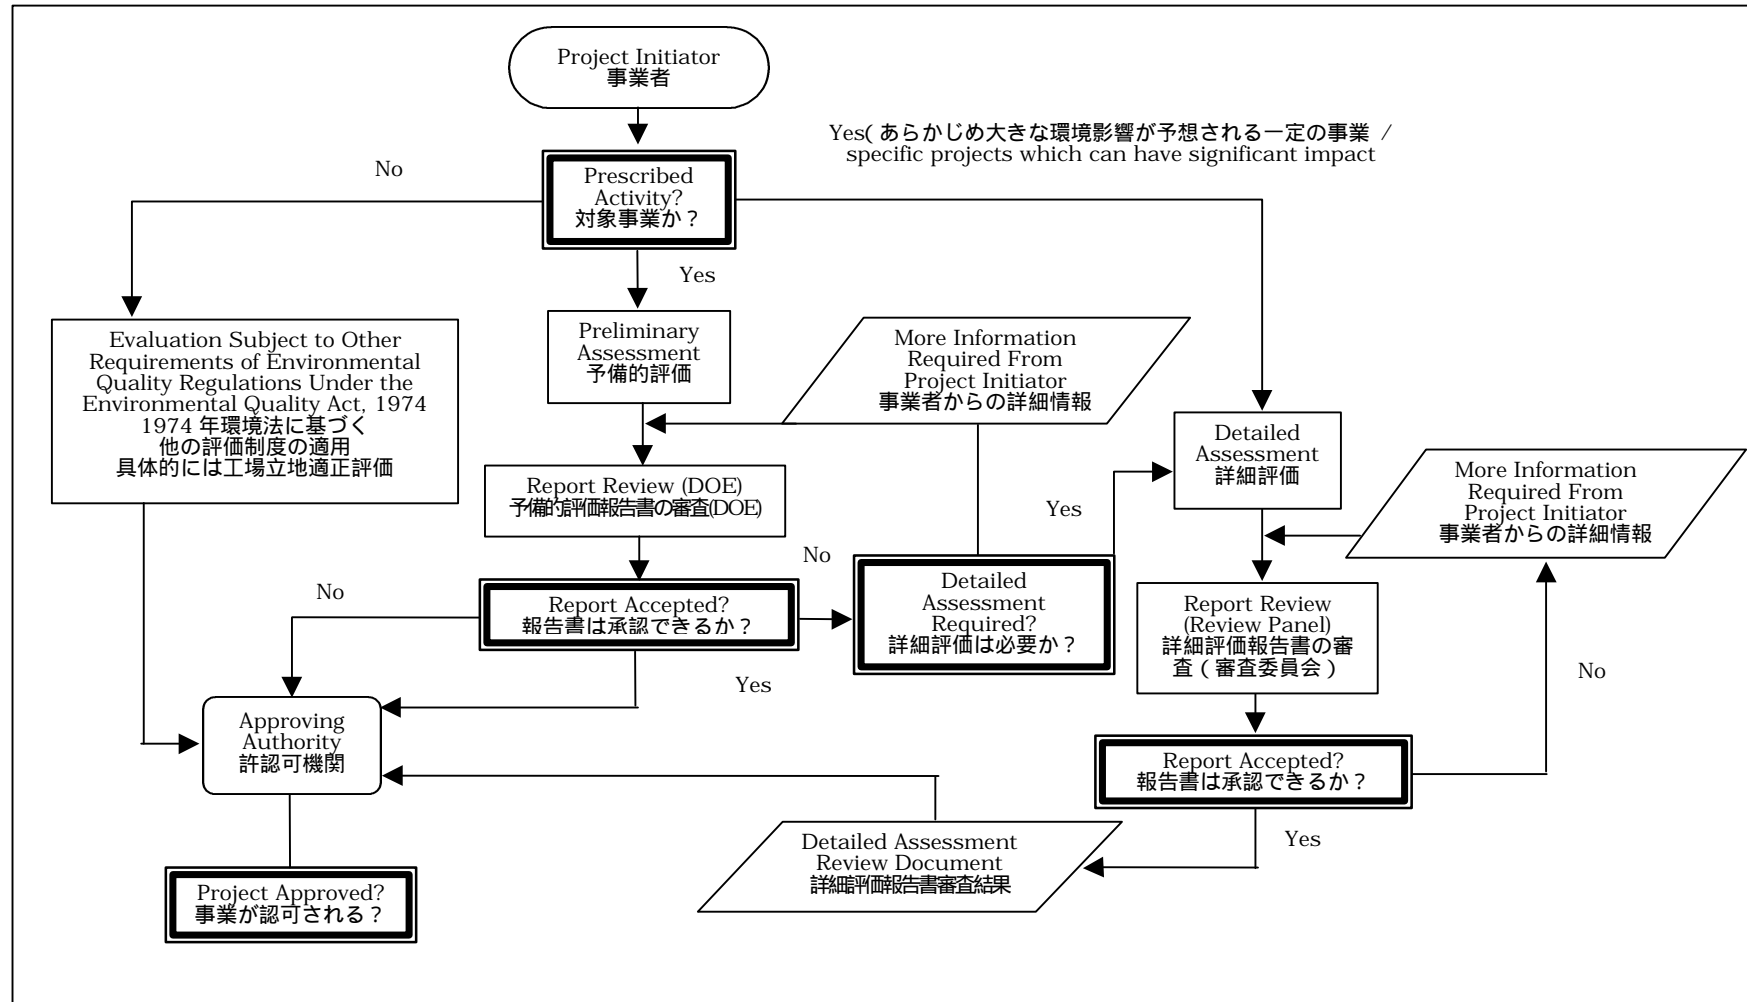 Project Initiator
事業者
Yes( あらかじめ大きな環境影響が予想される一定の事業 /
specific projects which can have significant impact
No
Prescribed
Activity?
対象事業か？
Yes
Evaluation Subject to Other
Requirements of Environmental
Quality Regulations Under the
Environmental Quality Act, 1974
1974 年環境法に基づく
他の評価制度の適用
具体的には工場立地適正評価
Preliminary
Assessment
予備的評価
More Information
Required From
Project Initiator
事業者からの詳細情報
Detailed
Assessment
詳細評価
More Information
Required From
Project Initiator
事業者からの詳細情報
Report Review (DOE)
予備的評価報告書の審査(DOE)
Yes
No
No
Report Accepted?
報告書は承認できるか？
Detailed
Assessment
Required?
詳細評価は必要か？
Report Review
(Review Panel)
詳細評価報告書の審
査 ( 審査委員会 )
No
Yes
Approving
Authority
許認可機関
Report Accepted?
報告書は承認できるか？
Yes
Detailed Assessment
Review Document
詳細評価報告書審査結果
Project Approved?
事業が認可される？